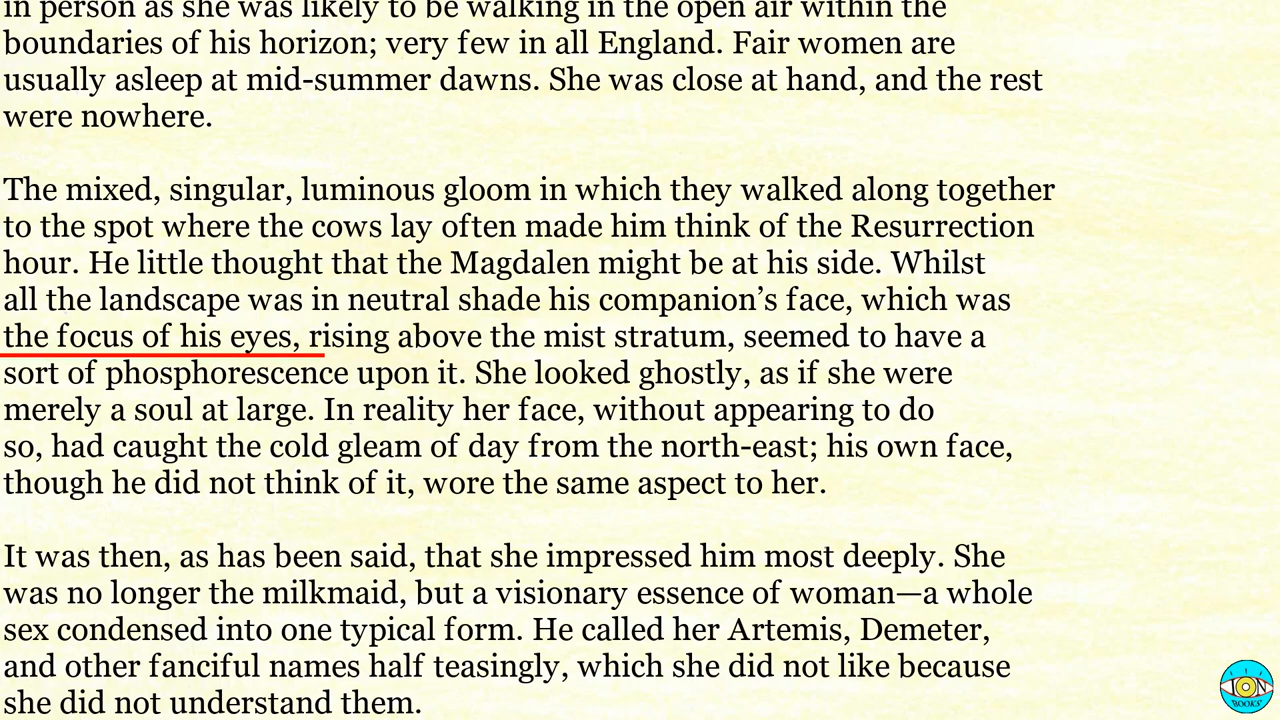 in person as she was likely to be walking in the open air within the
boundaries of his horizon; very few in all England. Fair women are
usually asleep at mid-summer dawns. She was close at hand, and the rest
were nowhere.
The mixed, singular, luminous gloom in which they walked along together
to the spot where the cows lay often made him think of the Resurrection
hour. He little thought that the Magdalen might be at his side. Whilst
all the landscape was in neutral shade his companion’s face, which was
the focus of his eyes, rising above the mist stratum, seemed to have a
sort of phosphorescence upon it. She looked ghostly, as if she were
merely a soul at large. In reality her face, without appearing to do
so, had caught the cold gleam of day from the north-east; his own face,
though he did not think of it, wore the same aspect to her.
It was then, as has been said, that she impressed him most deeply. She
was no longer the milkmaid, but a visionary essence of woman—a whole
sex condensed into one typical form. He called her Artemis, Demeter,
and other fanciful names half teasingly, which she did not like because
she did not understand them.
ION
BOOKS